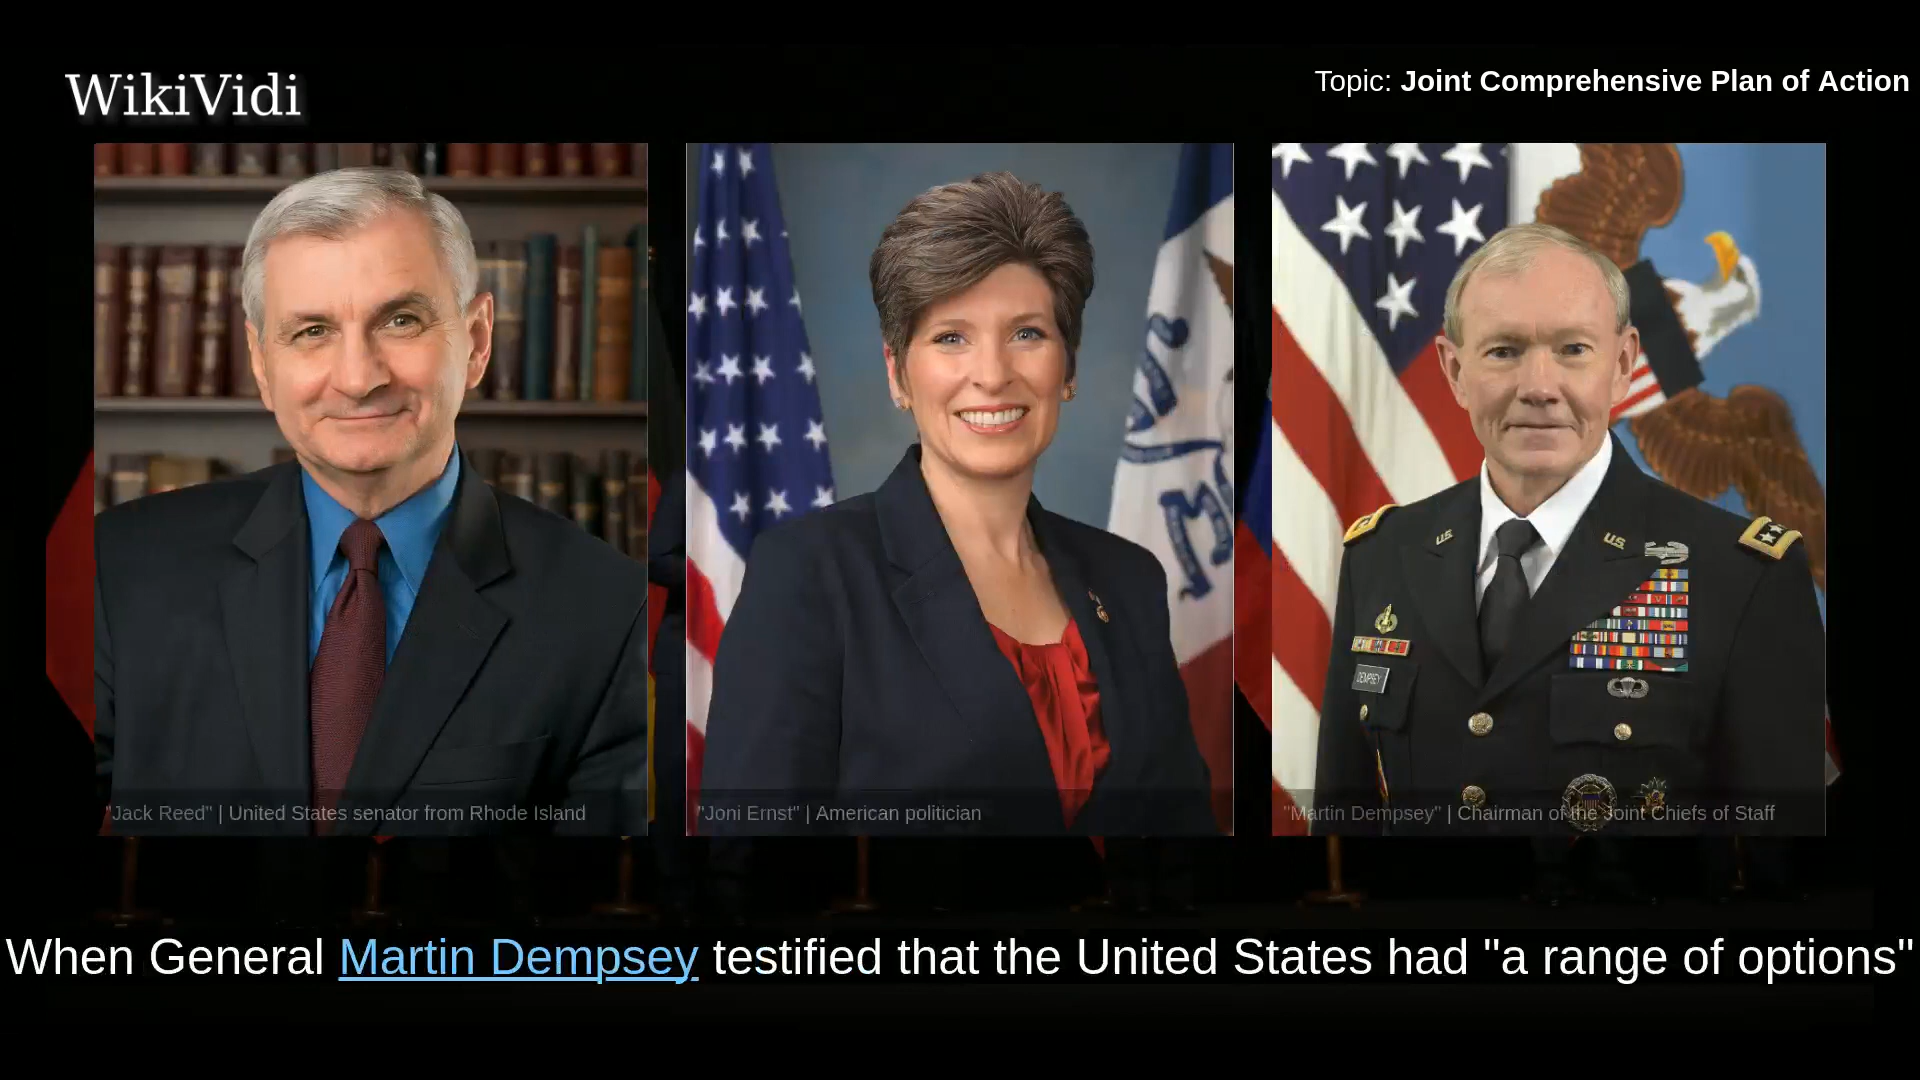 WikiVidi
Topic: Joint Comprehensive Plan of Action
U.S.
U.S.
DEMPSEY
"Jack Reed" | United States senator from Rhode Island
"Joni Ernst" | American politician
"Martin Dempsey" | Chairman of the Joint Chiefs of Staff
When General Martin Dempsey testified that the United States had "a range of options"